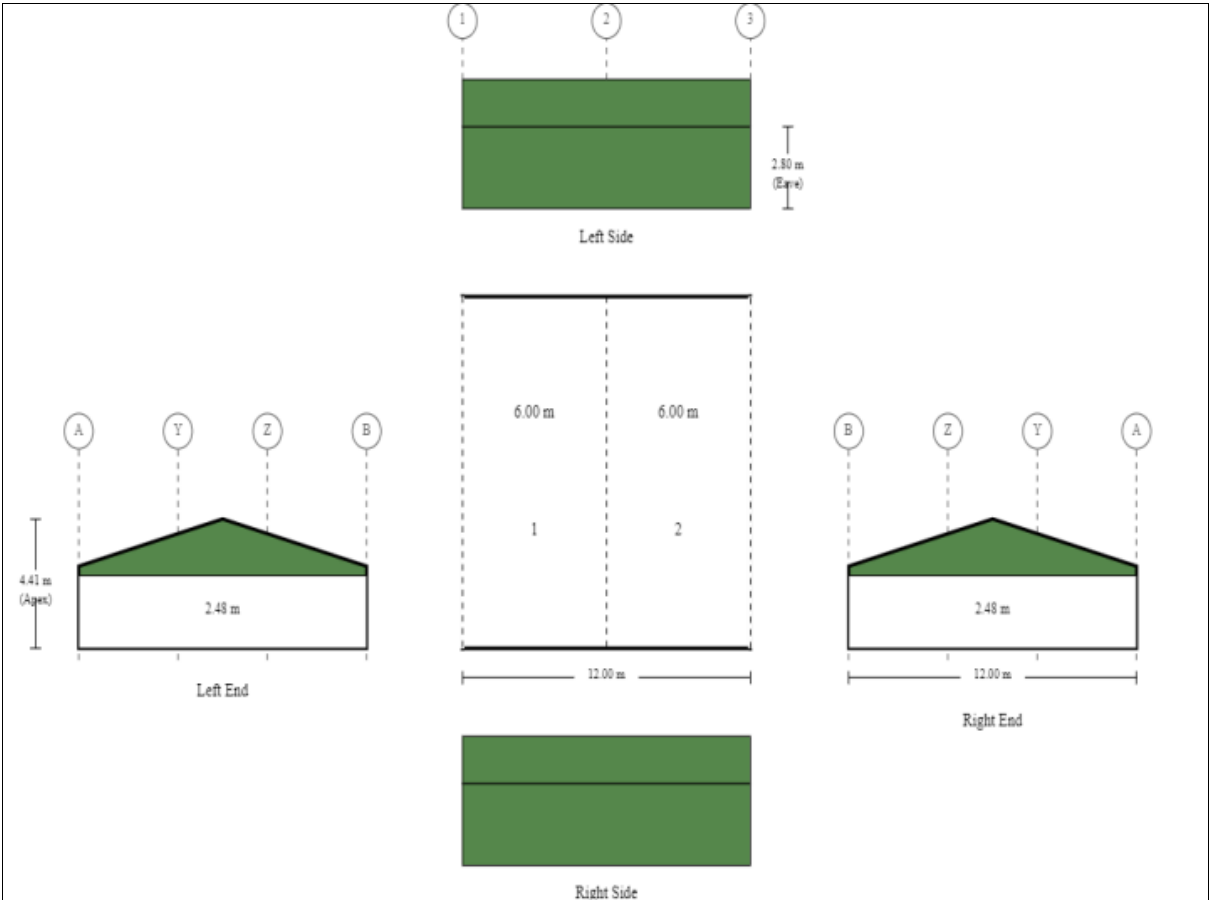 1 2 3
2.80 m
(Eave)
Left Side
6.00 m 6.00 m
A Y Z B
B Z Y A
1 2
4.41 m
(Apex)
2.48 m
2.48 m
12.00 m
12.00 m
Left End
Right End
Right Side